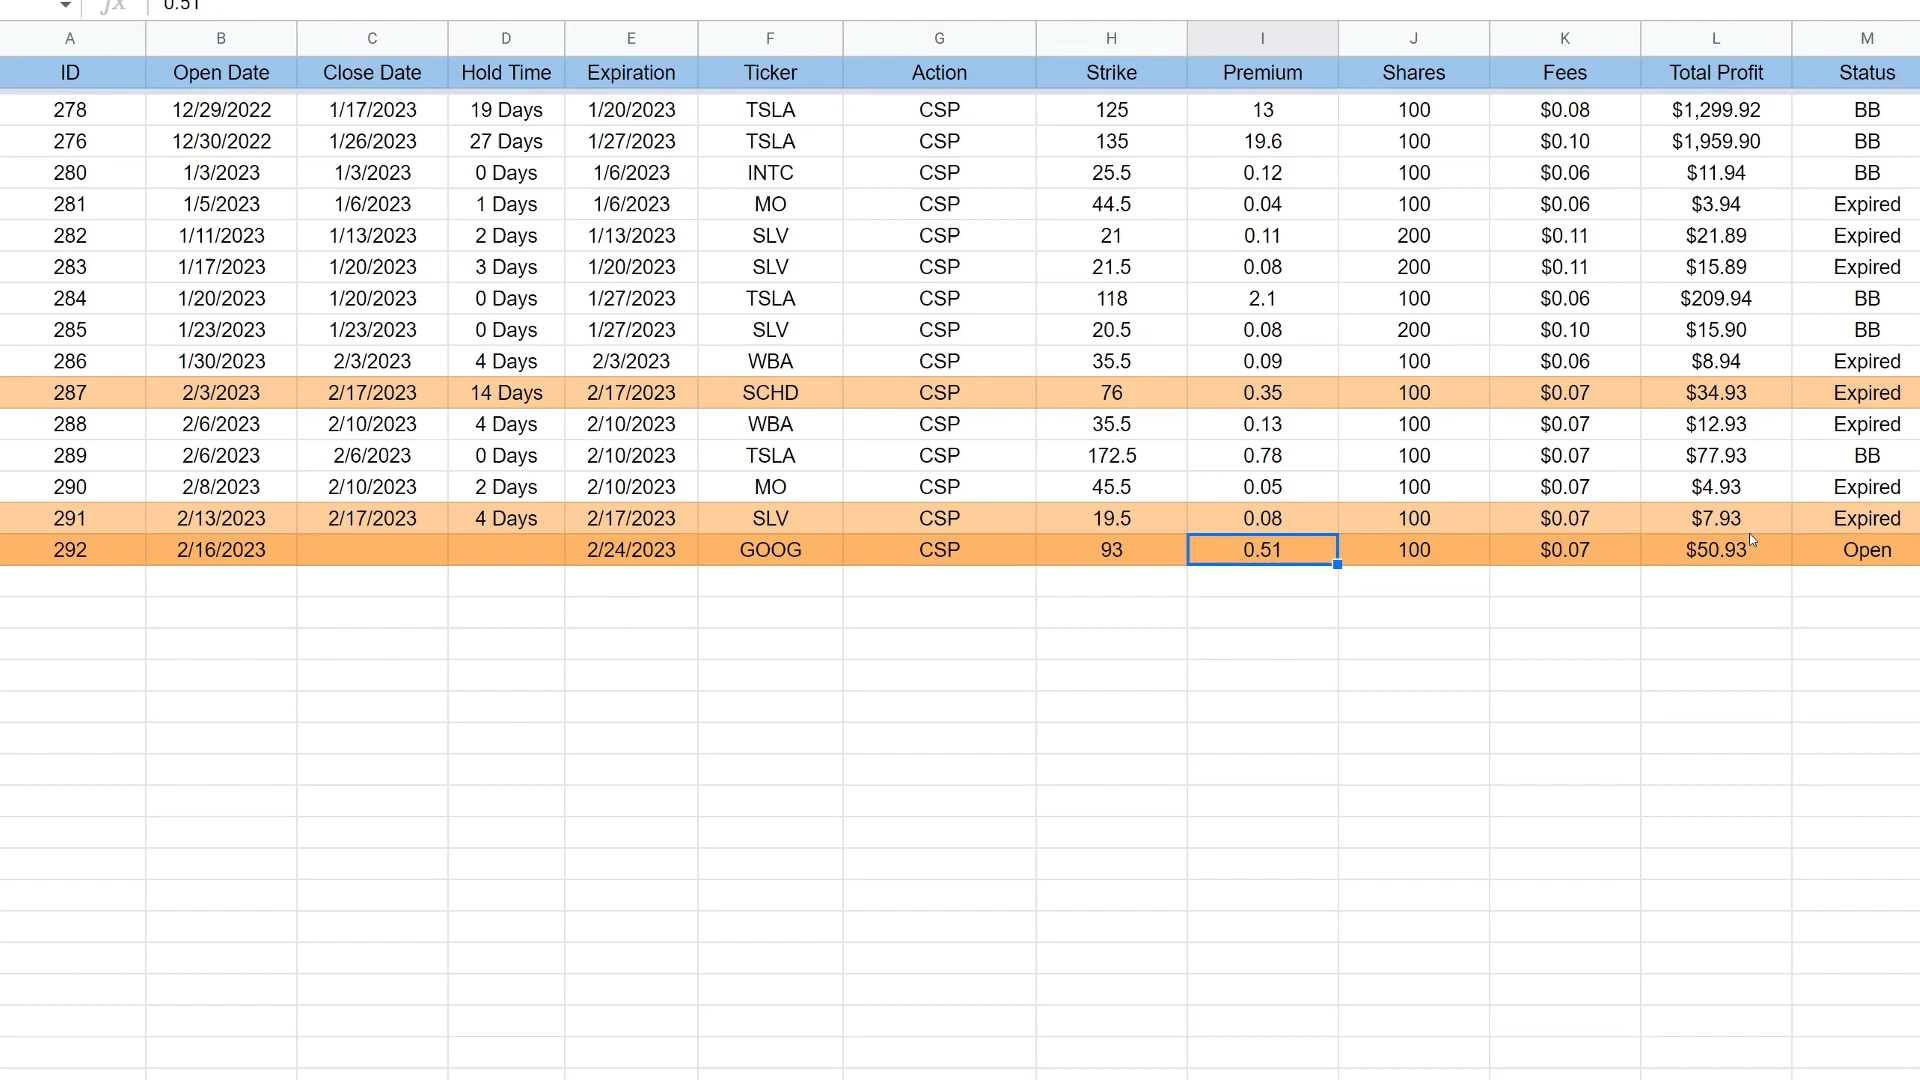 fx 0.51
A B C D E F G H I J K L M
ID Open Date Close Date Hold Time Expiration Ticker Action Strike Premium Shares Fees Total Profit Status
278 12/29/2022 1/17/2023 19 Days 1/20/2023 TSLA CSP 125 13 100 $0.08 $1,299.92 BB
276 12/30/2022 1/26/2023 27 Days 1/27/2023 TSLA CSP 135 19.6 100 $0.10 $1,959.90 BB
280 1/3/2023 1/3/2023 0 Days 1/6/2023 INTC CSP 25.5 0.12 100 $0.06 $11.94 BB
281 1/5/2023 1/6/2023 1 Days 1/6/2023 MO CSP 44.5 0.04 100 $0.06 $3.94 Expired
282 1/11/2023 1/13/2023 2 Days 1/13/2023 SLV CSP 21 0.11 200 $0.11 $21.89 Expired
283 1/17/2023 1/20/2023 3 Days 1/20/2023 SLV CSP 21.5 0.08 200 $0.11 $15.89 Expired
284 1/20/2023 1/20/2023 0 Days 1/27/2023 TSLA CSP 118 2.1 100 $0.06 $209.94 BB
285 1/23/2023 1/23/2023 0 Days 1/27/2023 SLV CSP 20.5 0.08 200 $0.10 $15.90 BB
286 1/30/2023 2/3/2023 4 Days 2/3/2023 WBA CSP 35.5 0.09 100 $0.06 $8.94 Expired
287 2/3/2023 2/17/2023 14 Days 2/17/2023 SCHD CSP 76 0.35 100 $0.07 $34.93 Expired
288 2/6/2023 2/10/2023 4 Days 2/10/2023 WBA CSP 35.5 0.13 100 $0.07 $12.93 Expired
289 2/6/2023 2/6/2023 0 Days 2/10/2023 TSLA CSP 172.5 0.78 100 $0.07 $77.93 BB
290 2/8/2023 2/10/2023 2 Days 2/10/2023 MO CSP 45.5 0.05 100 $0.07 $4.93 Expired
291 2/13/2023 2/17/2023 4 Days 2/17/2023 SLV CSP 19.5 0.08 100 $0.07 $7.93 Expired
292 2/16/2023 2/24/2023 GOOG CSP 93 0.51 100 $0.07 $50.93 Open